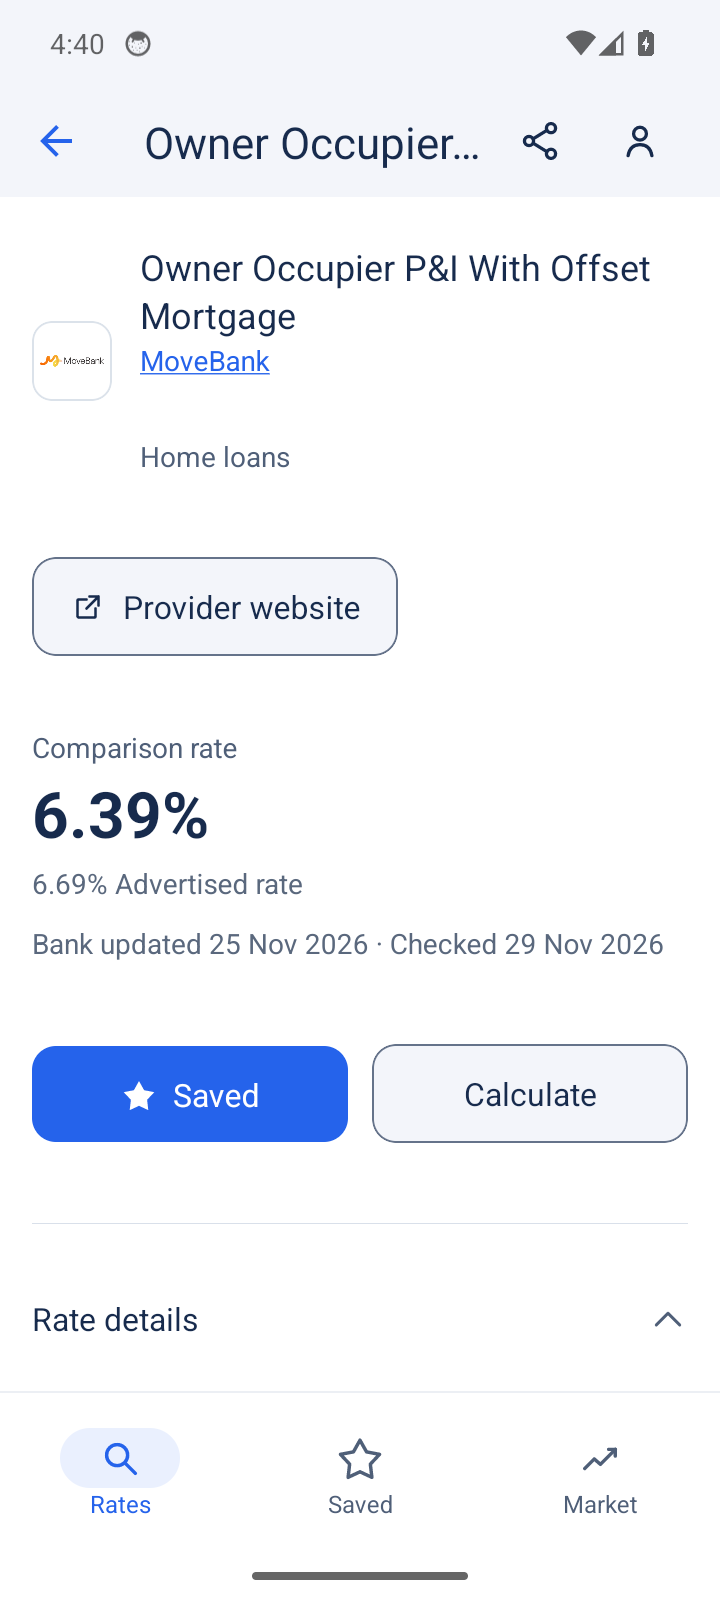 4:40
Owner Occupier...
Owner Occupier P&I With Offset
Mortgage
MoveBank
MoveBank
Home loans
Provider website
Comparison rate
6.39%
6.69% Advertised rate
Bank updated 25 Nov 2026 · Checked 29 Nov 2026
Saved
Calculate
Rate details
Rates
Saved
Market